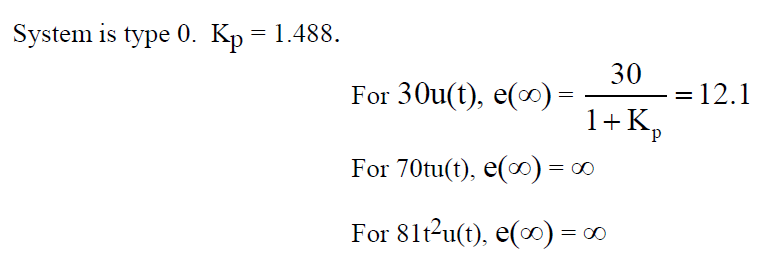 System is type 0.  Kp = 1.488.
For 30u(t), e(∞) = 30 / (1 + Kp) = 12.1
For 70tu(t), e(∞) = ∞
For 81t²u(t), e(∞) = ∞